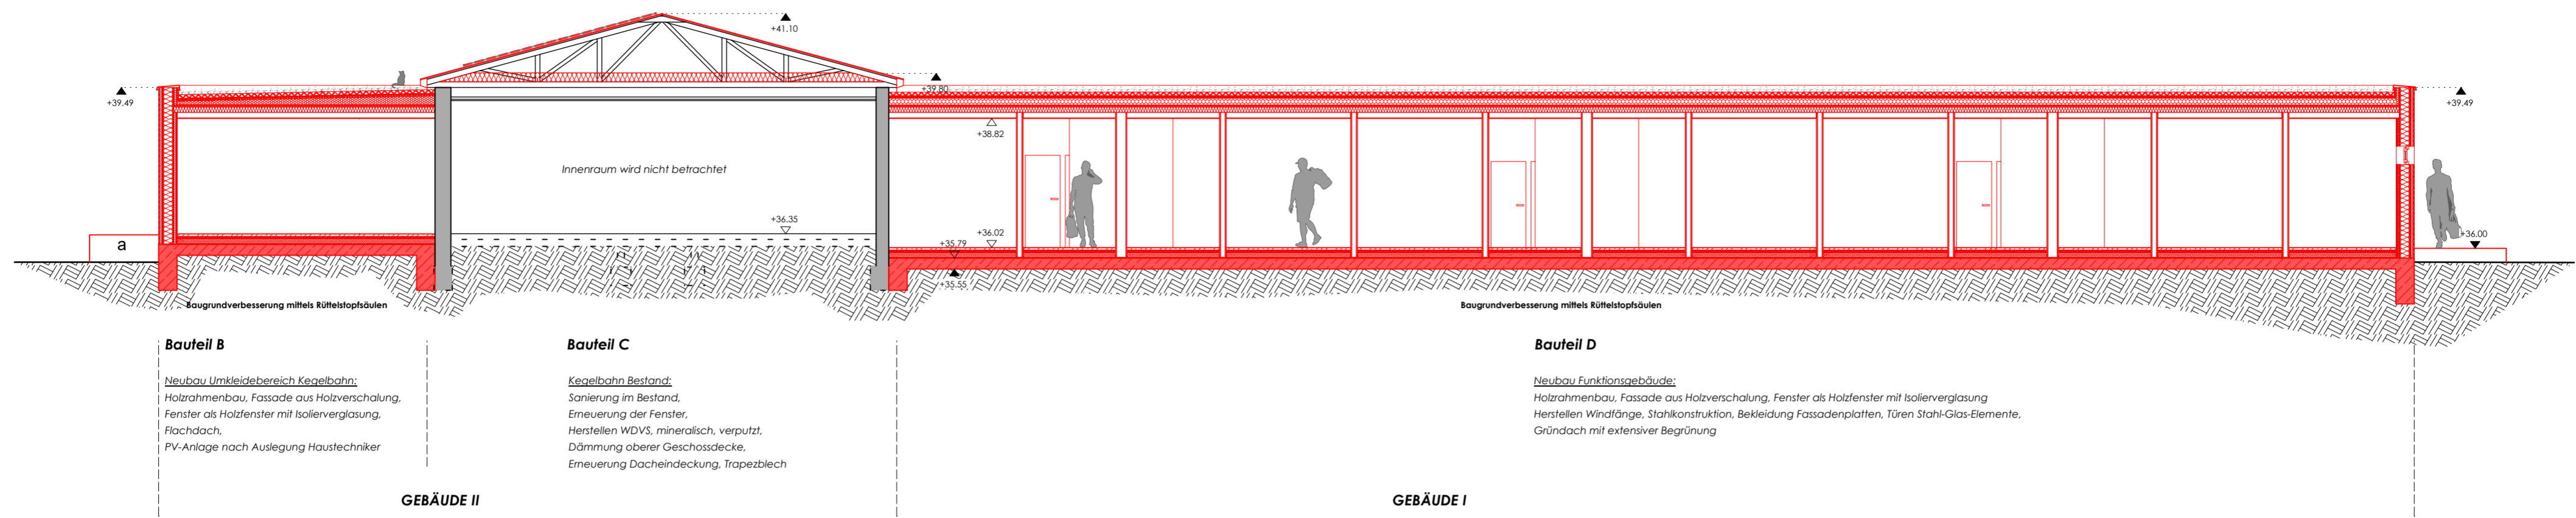 +41.10
+39.49
+39.80
+39.49
+38.82
Innenraum wird nicht betrachtet
+36.35
+36.02
+36.00
a
+35.79
+35.55
Baugrundverbesserung mittels Rüttelstopfsäulen
Baugrundverbesserung mittels Rüttelstopfsäulen
Bauteil B
Neubau Umkleidebereich Kegelbahn:
Holzrahmenbau, Fassade aus Holzverschalung,
Fenster als Holzfenster mit Isolierverglasung,
Flachdach,
PV-Anlage nach Auslegung Haustechniker
Bauteil C
Kegelbahn Bestand:
Sanierung im Bestand,
Erneuerung der Fenster,
Herstellen WDVS, mineralisch, verputzt,
Dämmung oberer Geschossdecke,
Erneuerung Dacheindeckung, Trapezblech
Bauteil D
Neubau Funktionsgebäude:
Holzrahmenbau, Fassade aus Holzverschalung, Fenster als Holzfenster mit Isolierverglasung
Herstellen Windfänge, Stahlkonstruktion, Bekleidung Fassadenplatten, Türen Stahl-Glas-Elemente,
Gründach mit extensiver Begrünung
GEBÄUDE II
GEBÄUDE I